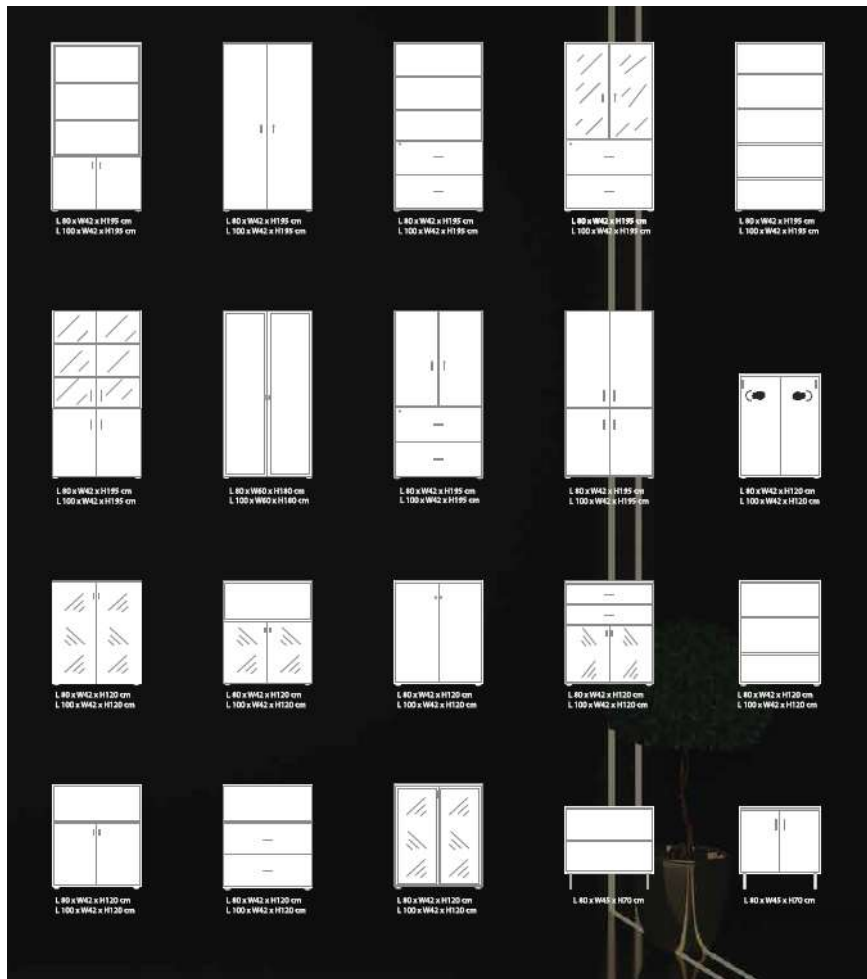 L 80 x W42 x H195 cm
L 100 x W42 x H195 cm
L 80 x W42 x H195 cm
L 100 x W42 x H195 cm
L 80 x W42 x H195 cm
L 100 x W42 x H195 cm
L 80 x W42 x H195 cm
L 100 x W42 x H195 cm
L 80 x W42 x H195 cm
L 100 x W42 x H195 cm
L 80 x W42 x H195 cm
L 100 x W42 x H195 cm
L 80 x W60 x H180 cm
L 100 x W60 x H180 cm
L 80 x W42 x H195 cm
L 100 x W42 x H195 cm
L 80 x W42 x H195 cm
L 100 x W42 x H195 cm
L 80 x W42 x H120 cm
L 100 x W42 x H120 cm
L 80 x W42 x H120 cm
L 100 x W42 x H120 cm
L 80 x W42 x H120 cm
L 100 x W42 x H120 cm
L 80 x W42 x H120 cm
L 100 x W42 x H120 cm
L 80 x W42 x H120 cm
L 100 x W42 x H120 cm
L 80 x W42 x H120 cm
L 100 x W42 x H120 cm
L 80 x W42 x H120 cm
L 100 x W42 x H120 cm
L 80 x W42 x H120 cm
L 100 x W42 x H120 cm
L 80 x W42 x H120 cm
L 100 x W42 x H120 cm
L 80 x W45 x H70 cm
L 80 x W45 x H70 cm